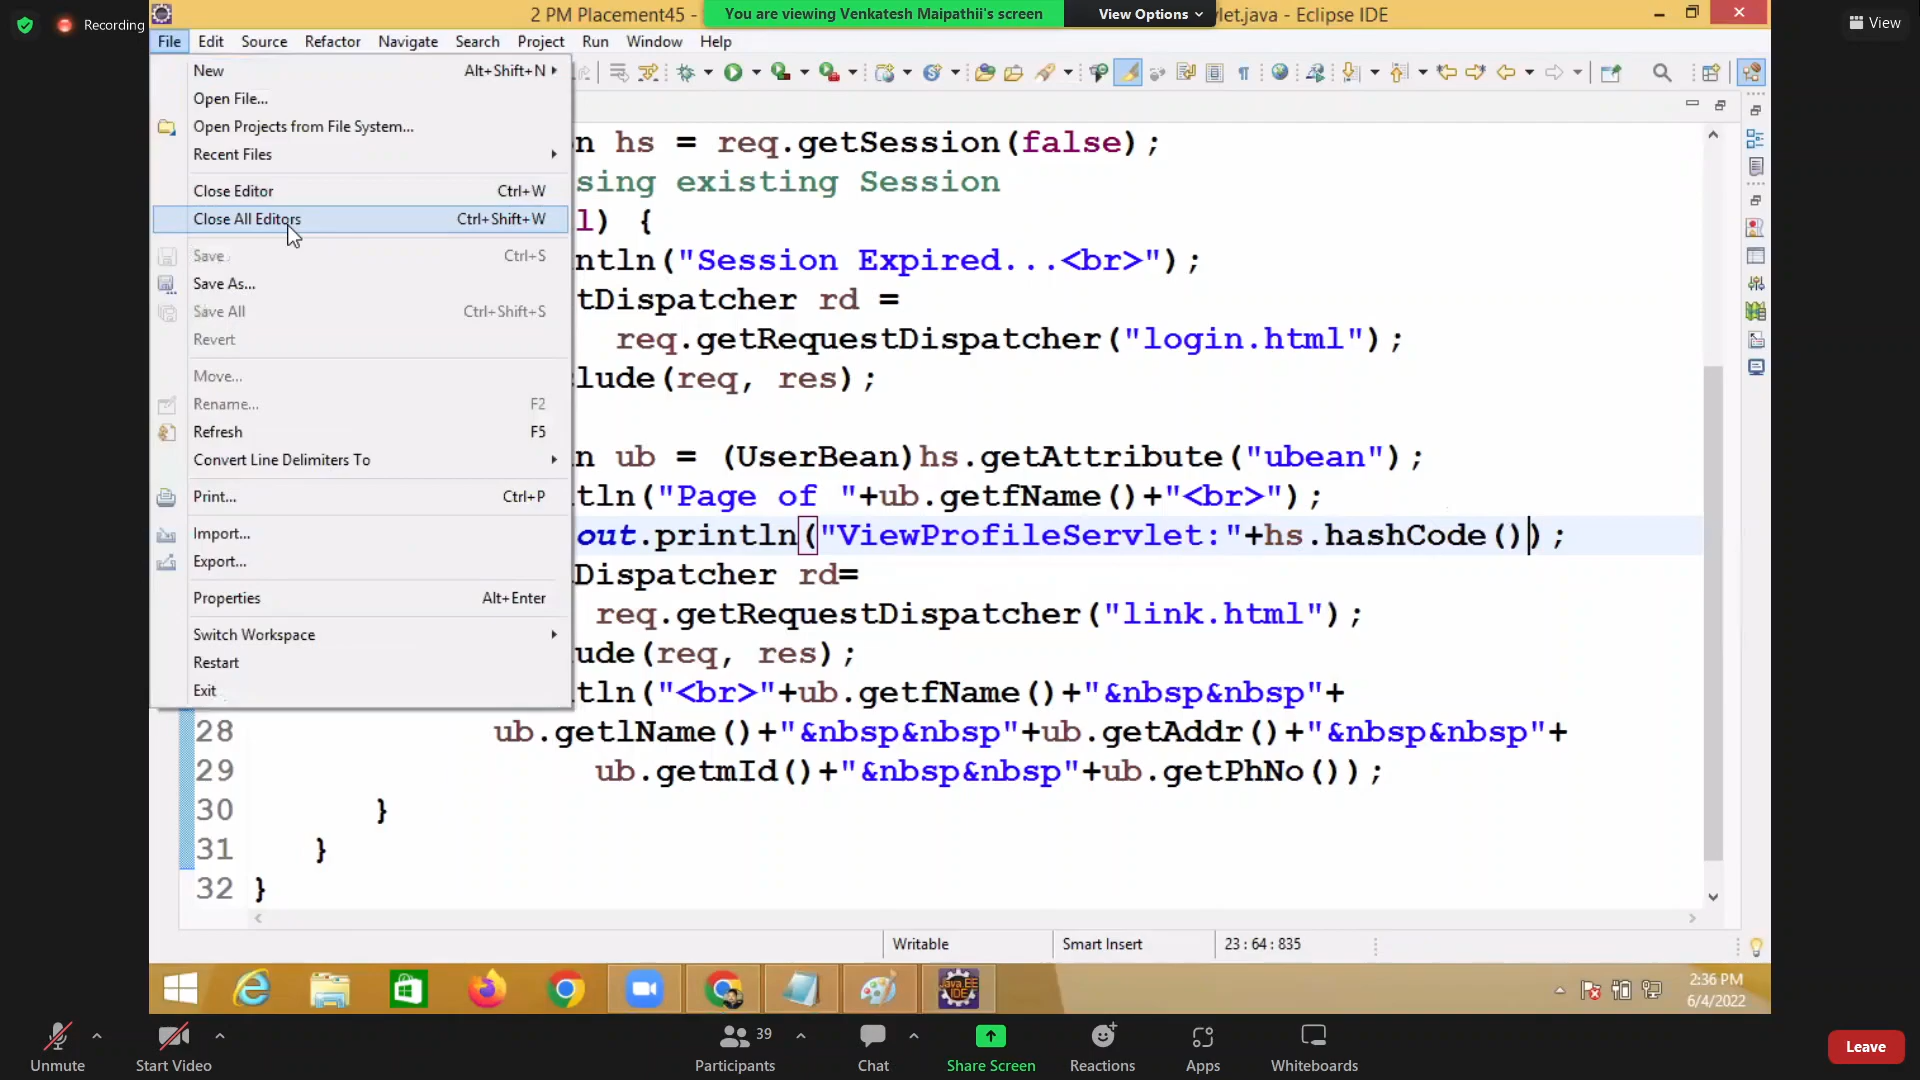 Recording
2 PM Placement45 -
You are viewing Venkatesh Maipathii's screen
View Options
let.java - Eclipse IDE
View
File Edit Source Refactor Navigate Search Project Run Window Help
New Alt+Shift+N
Open File...
Open Projects from File System...
Recent Files
Close Editor Ctrl+W
Close All Editors Ctrl+Shift+W
Save Ctrl+S
Save As...
Save All Ctrl+Shift+S
Revert
Move...
Rename... F2
Refresh F5
Convert Line Delimiters To
Print... Ctrl+P
Import...
Export...
Properties Alt+Enter
Switch Workspace
Restart
Exit
n hs = req.getSession(false);
sing existing Session
l) {
ntln("Session Expired...<br>");
tDispatcher rd =
req.getRequestDispatcher("login.html");
lude(req, res);
n ub = (UserBean)hs.getAttribute("ubean");
tln("Page of "+ub.getfName()+"<br>");
out.println("ViewProfileServlet:"+hs.hashCode());
Dispatcher rd=
req.getRequestDispatcher("link.html");
ude(req, res);
tln("<br>"+ub.getfName()+"&nbsp&nbsp"+
28 ub.getlName()+"&nbsp&nbsp"+ub.getAddr()+"&nbsp&nbsp"+
29 ub.getmId()+"&nbsp&nbsp"+ub.getPhNo());
30 }
31 }
32 }
Writable Smart Insert 23 : 64 : 835
Java EE
IDE
2:36 PM
6/4/2022
Unmute
Start Video
39
Participants
Chat
Share Screen
Reactions
Apps
Whiteboards
Leave